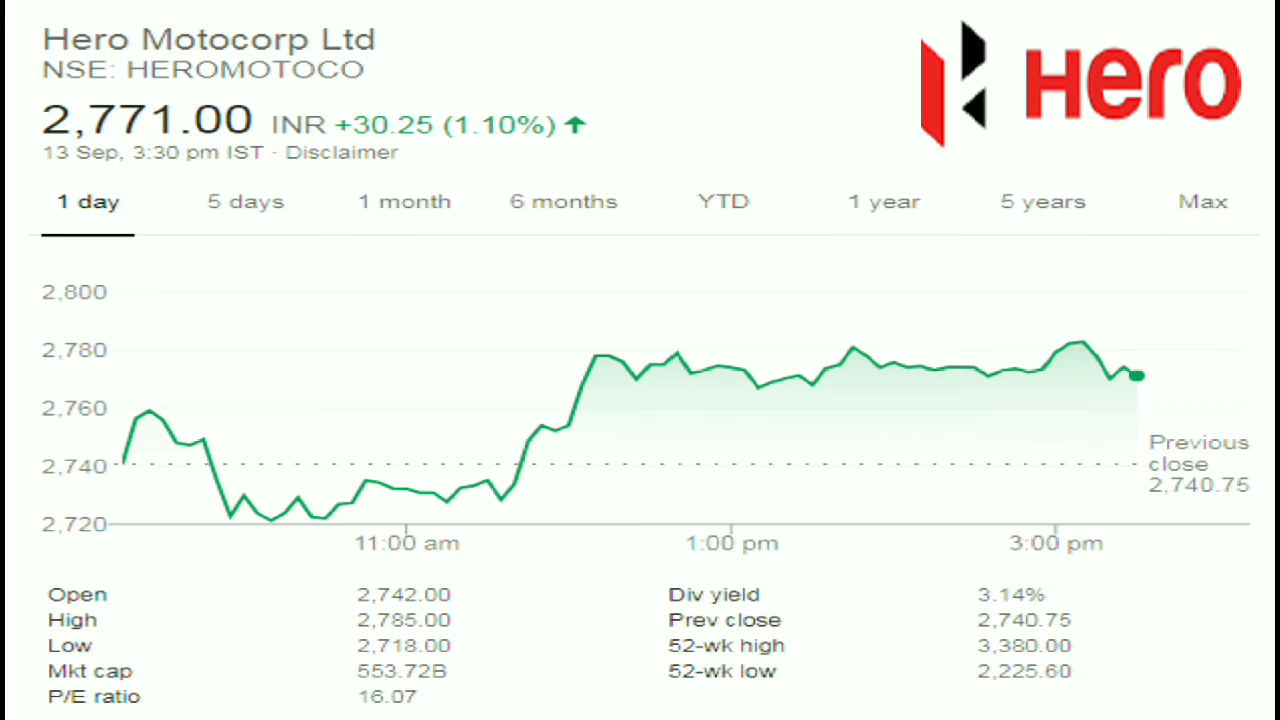 Hero Motocorp Ltd
NSE: HEROMOTOCO
Hero
2,771.00 INR +30.25 (1.10%) ↑
13 Sep, 3:30 pm IST · Disclaimer
1 day 5 days 1 month 6 months YTD 1 year 5 years Max
2,800
2,780
2,760
2,740
2,720
Previous
close
2,740.75
11:00 am 1:00 pm 3:00 pm
Open 2,742.00 Div yield 3.14%
High 2,785.00 Prev close 2,740.75
Low 2,718.00 52-wk high 3,380.00
Mkt cap 553.72B 52-wk low 2,225.60
P/E ratio 16.07